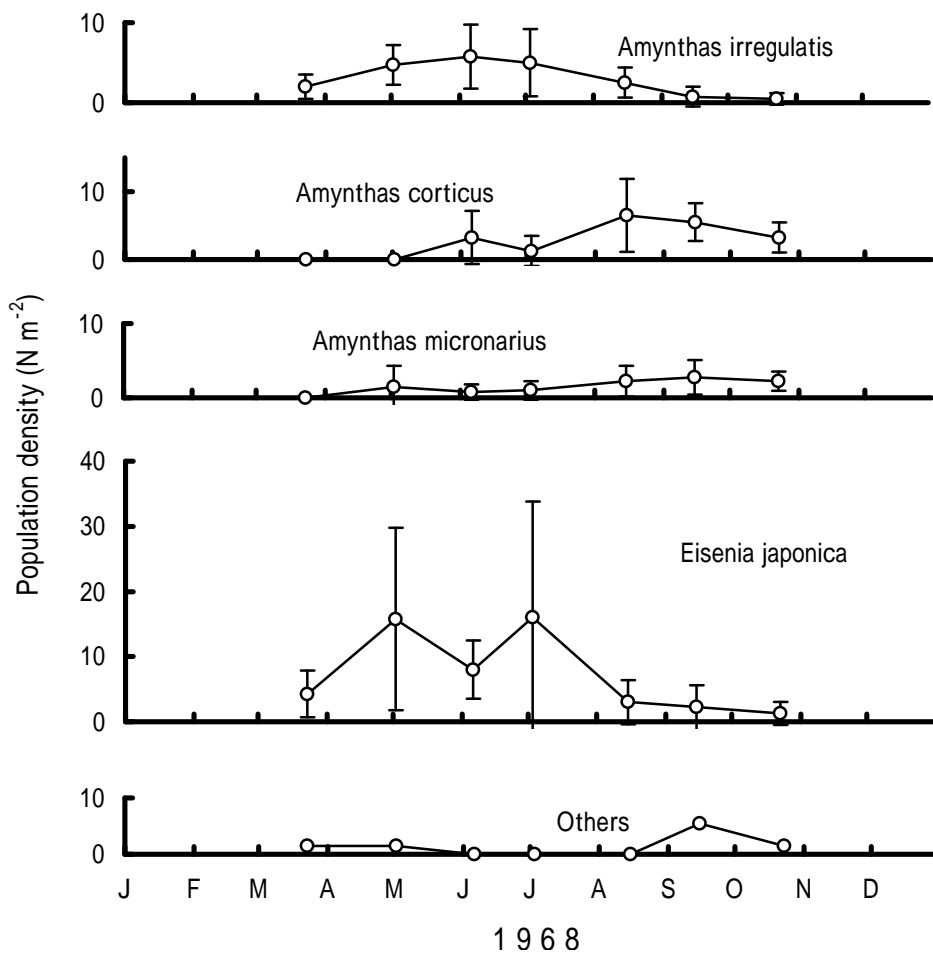 10
Amynthas irregulatis
0
Amynthas corticus
10
0
10
Amynthas micronarius
0
Population density (N m-2)
40
30
Eisenia japonica
20
10
0
10
Others
0
J F M A M J J A S O N D
1968